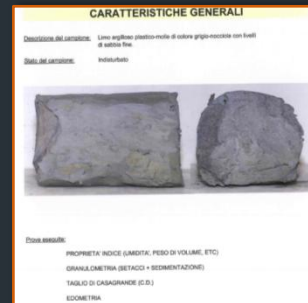 CARATTERISTICHE GENERALI
Descrizione del campione: Limo argilloso plastico-molle di colore grigio-nocciola con livelli
di sabbia fine.
Stato del campione: Indisturbato
Prove eseguite:
PROPRIETA' INDICE (UMIDITA', PESO DI VOLUME, ETC)
GRANULOMETRIA (SETACCI + SEDIMENTAZIONE)
TAGLIO DI CASAGRANDE (C.D.)
EDOMETRIA